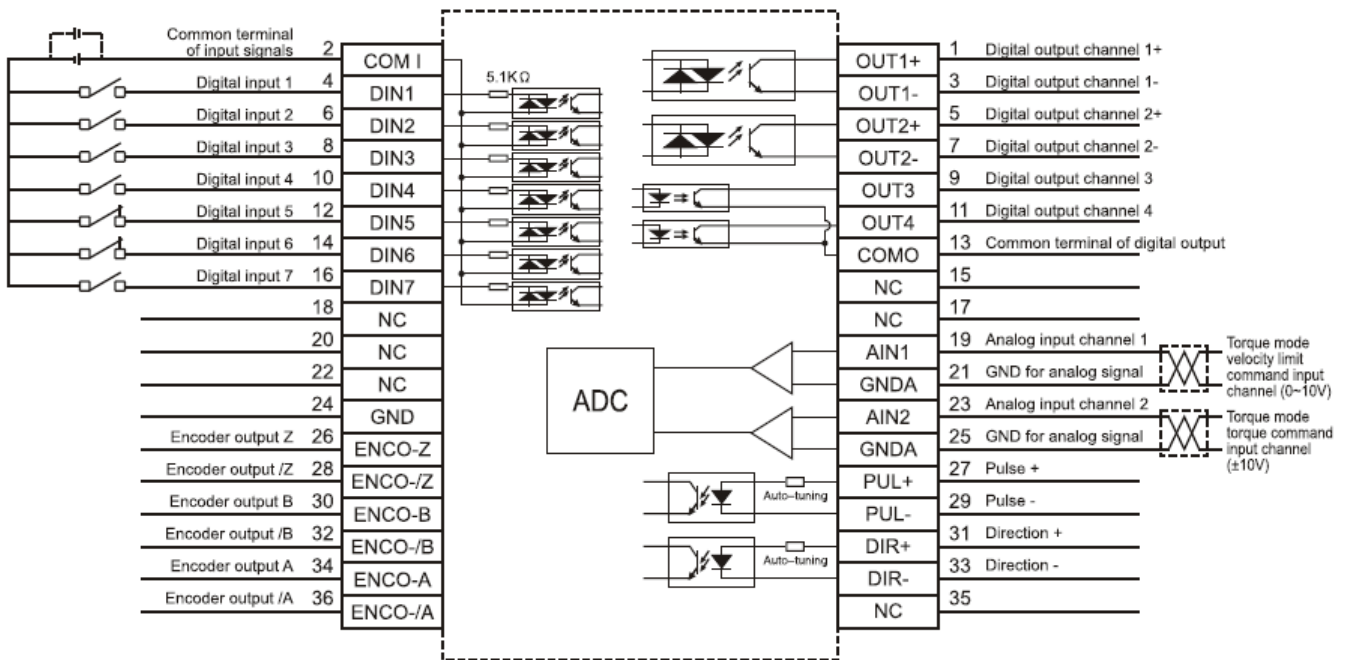 Common terminal
of input signals 2 COM I
Digital input 1 4 DIN1
Digital input 2 6 DIN2
Digital input 3 8 DIN3
Digital input 4 10 DIN4
Digital input 5 12 DIN5
Digital input 6 14 DIN6
Digital input 7 16 DIN7
18 NC
20 NC
22 NC
24 GND
Encoder output Z 26 ENCO-Z
Encoder output /Z 28 ENCO-/Z
Encoder output B 30 ENCO-B
Encoder output /B 32 ENCO-/B
Encoder output A 34 ENCO-A
Encoder output /A 36 ENCO-/A
5.1KΩ
ADC
Auto-tuning
Auto-tuning
OUT1+ 1 Digital output channel 1+
OUT1- 3 Digital output channel 1-
OUT2+ 5 Digital output channel 2+
OUT2- 7 Digital output channel 2-
OUT3 9 Digital output channel 3
OUT4 11 Digital output channel 4
COMO 13 Common terminal of digital output
NC 15
NC 17
AIN1 19 Analog input channel 1
GNDA 21 GND for analog signal
AIN2 23 Analog input channel 2
GNDA 25 GND for analog signal
PUL+ 27 Pulse +
PUL- 29 Pulse -
DIR+ 31 Direction +
DIR- 33 Direction -
NC 35
Torque mode
velocity limit
command input
channel (0~10V)
Torque mode
torque command
input channel
(±10V)